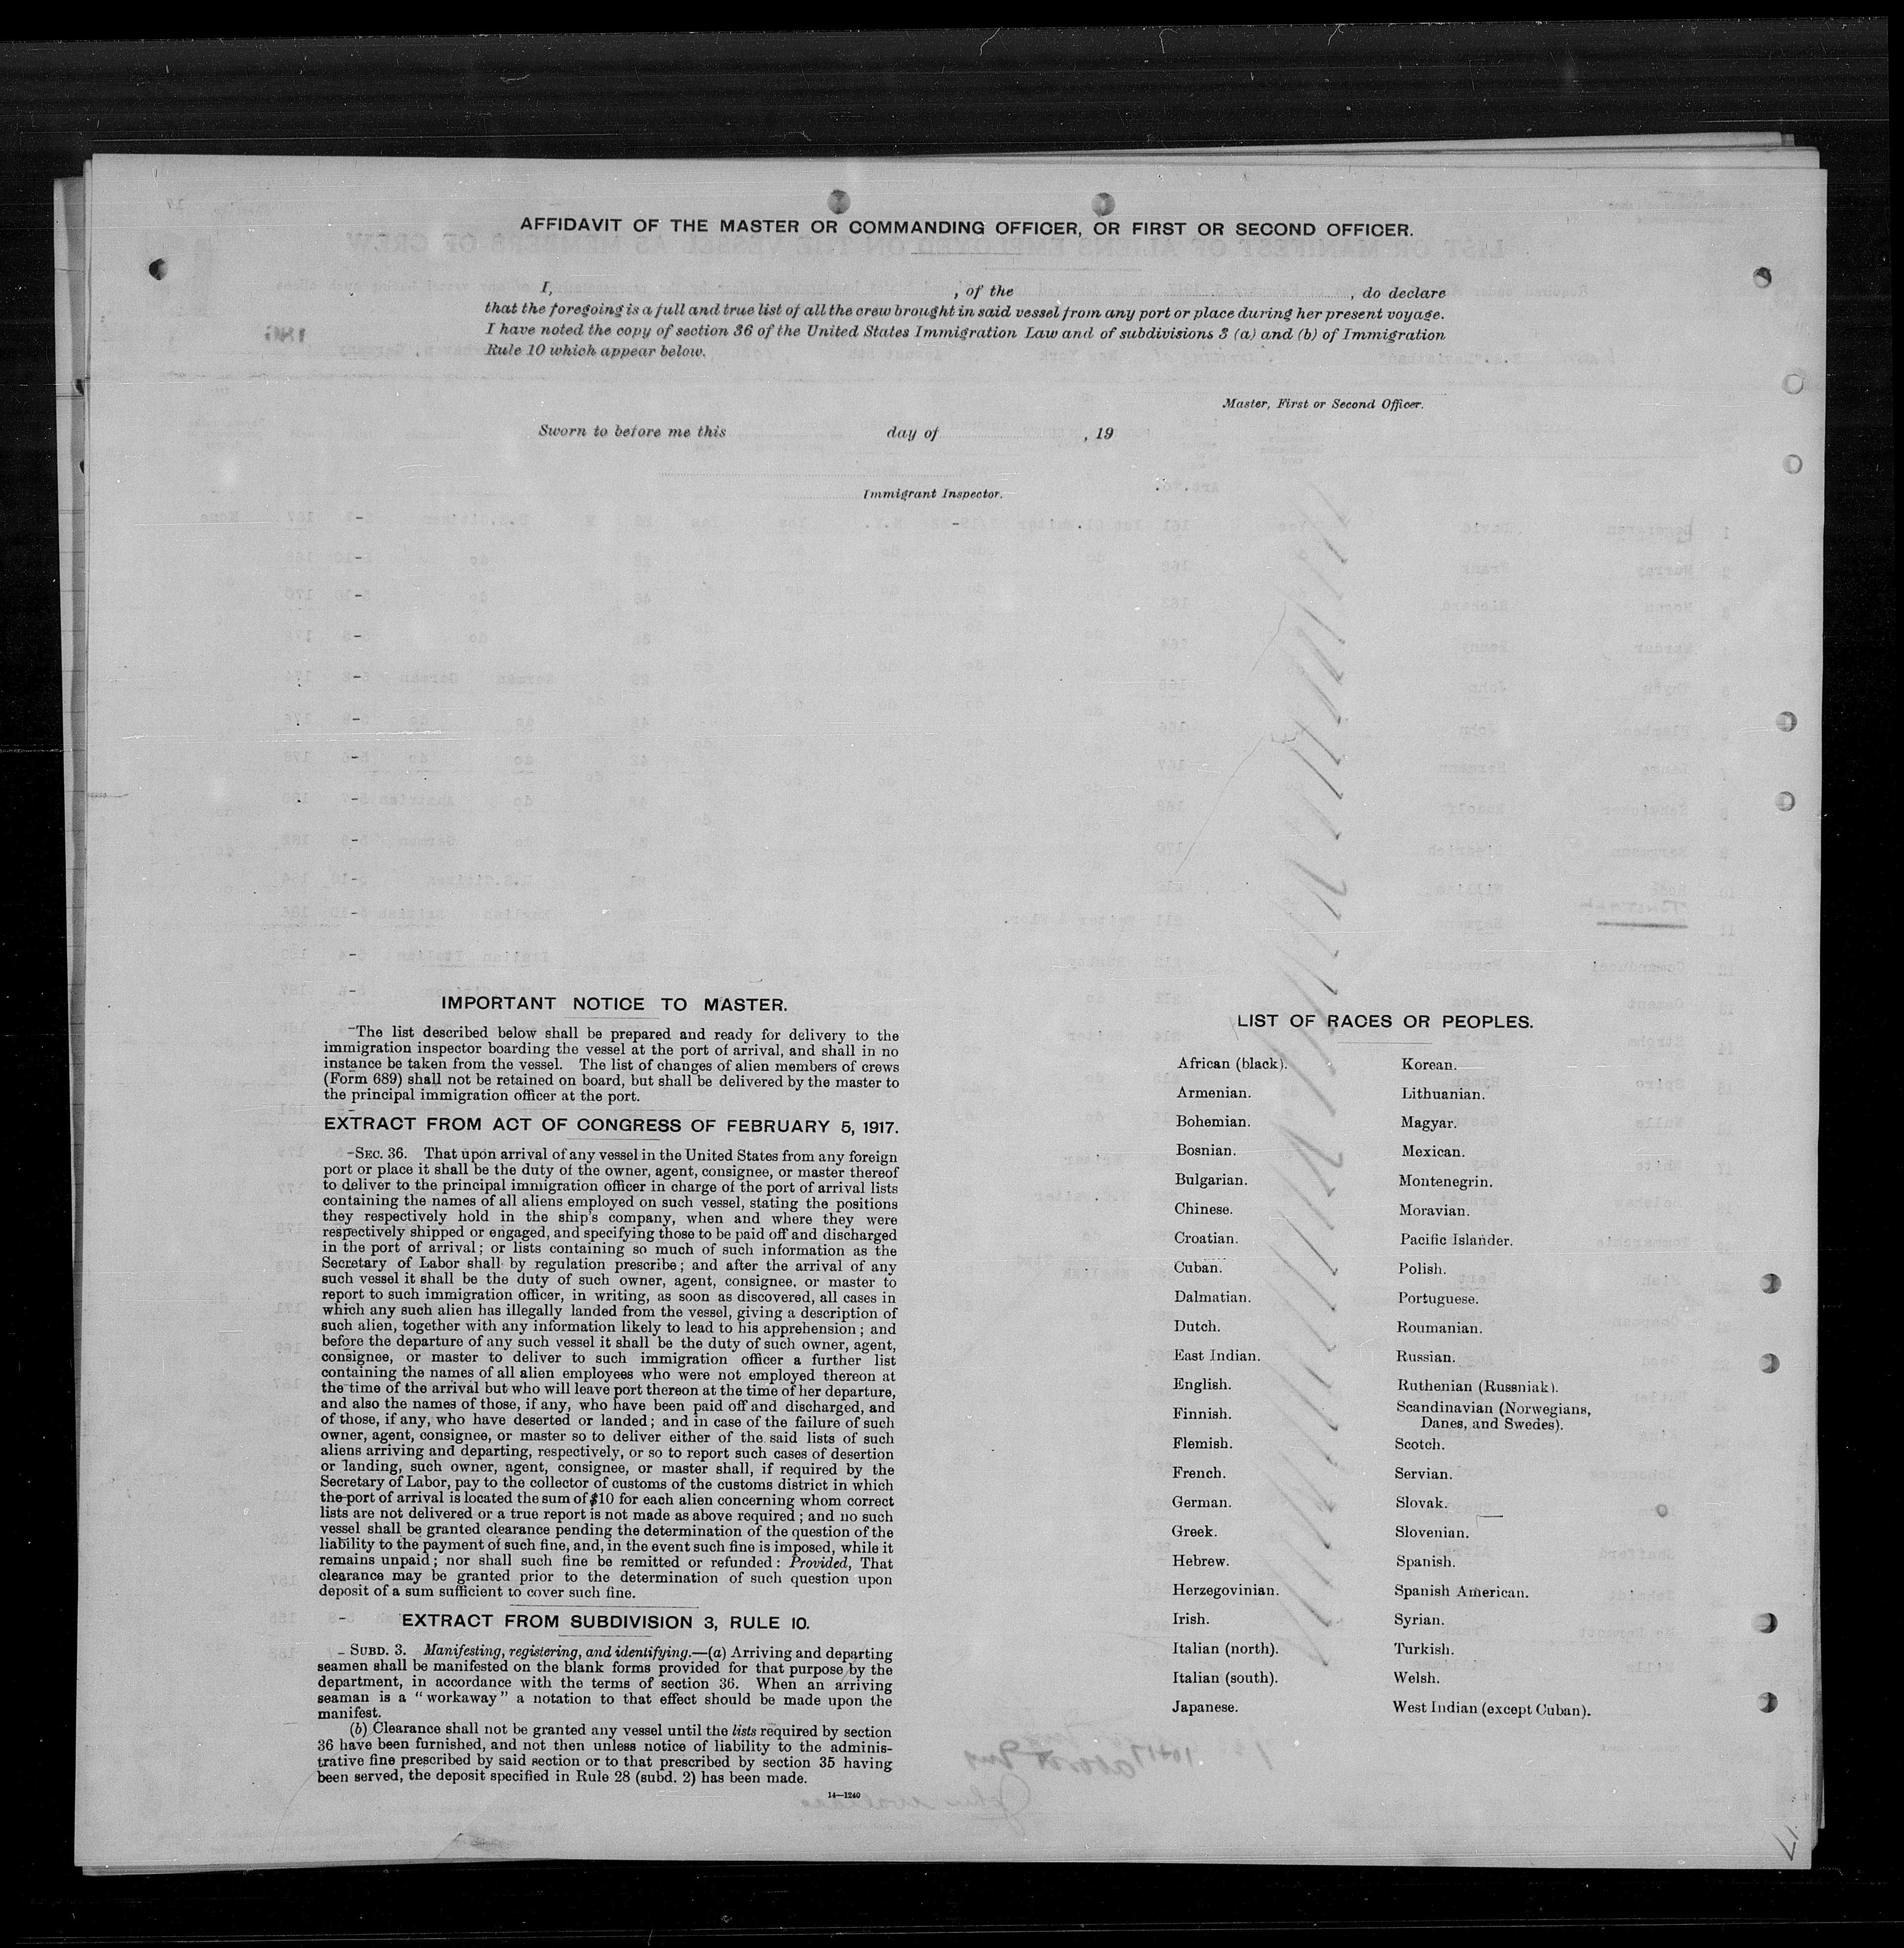 AFFIDAVIT OF THE MASTER OR COMMANDING OFFICER, OR FIRST OR SECOND OFFICER.
I, , of the , do declare
that the foregoing is a full and true list of all the crew brought in said vessel from any port or place during her present voyage.
I have noted the copy of section 36 of the United States Immigration Law and of subdivisions 3 (a) and (b) of Immigration
Rule 10 which appear below.
Master, First or Second Officer.
Sworn to before me this day of , 19
Immigrant Inspector.
IMPORTANT NOTICE TO MASTER.
The list described below shall be prepared and ready for delivery to the
immigration inspector boarding the vessel at the port of arrival, and shall in no
instance be taken from the vessel. The list of changes of alien members of crews
(Form 689) shall not be retained on board, but shall be delivered by the master to
the principal immigration officer at the port.
EXTRACT FROM ACT OF CONGRESS OF FEBRUARY 5, 1917.
SEC. 36. That upon arrival of any vessel in the United States from any foreign
port or place it shall be the duty of the owner, agent, consignee, or master thereof
to deliver to the principal immigration officer in charge of the port of arrival lists
containing the names of all aliens employed on such vessel, stating the positions
they respectively hold in the ship's company, when and where they were
respectively shipped or engaged, and specifying those to be paid off and discharged
in the port of arrival; or lists containing so much of such information as the
Secretary of Labor shall by regulation prescribe; and after the arrival of any
such vessel it shall be the duty of such owner, agent, consignee, or master to
report to such immigration officer, in writing, as soon as discovered, all cases in
which any such alien has illegally landed from the vessel, giving a description of
such alien, together with any information likely to lead to his apprehension; and
before the departure of any such vessel it shall be the duty of such owner, agent,
consignee, or master to deliver to such immigration officer a further list
containing the names of all alien employees who were not employed thereon at
the time of the arrival but who will leave port thereon at the time of her departure,
and also the names of those, if any, who have been paid off and discharged, and
of those, if any, who have deserted or landed; and in case of the failure of such
owner, agent, consignee, or master so to deliver either of the said lists of such
aliens arriving and departing, respectively, or so to report such cases of desertion
or landing, such owner, agent, consignee, or master shall, if required by the
Secretary of Labor, pay to the collector of customs of the customs district in which
the port of arrival is located the sum of $10 for each alien concerning whom correct
lists are not delivered or a true report is not made as above required; and no such
vessel shall be granted clearance pending the determination of the question of the
liability to the payment of such fine, and, in the event such fine is imposed, while it
remains unpaid; nor shall such fine be remitted or refunded: Provided, That
clearance may be granted prior to the determination of such question upon
deposit of a sum sufficient to cover such fine.
EXTRACT FROM SUBDIVISION 3, RULE 10.
SUBD. 3. Manifesting, registering, and identifying.—(a) Arriving and departing
seamen shall be manifested on the blank forms provided for that purpose by the
department, in accordance with the terms of section 36. When an arriving
seaman is a "workaway" a notation to that effect should be made upon the
manifest.
(b) Clearance shall not be granted any vessel until the lists required by section
36 have been furnished, and not then unless notice of liability to the adminis-
trative fine prescribed by said section or to that prescribed by section 35 having
been served, the deposit specified in Rule 28 (subd. 2) has been made.
14—1240
LIST OF RACES OR PEOPLES.
African (black).
Armenian.
Bohemian.
Bosnian.
Bulgarian.
Chinese.
Croatian.
Cuban.
Dalmatian.
Dutch.
East Indian.
English.
Finnish.
Flemish.
French.
German.
Greek.
Hebrew.
Herzegovinian.
Irish.
Italian (north).
Italian (south).
Japanese.
Korean.
Lithuanian.
Magyar.
Mexican.
Montenegrin.
Moravian.
Pacific Islander.
Polish.
Portuguese.
Roumanian.
Russian.
Ruthenian (Russniak).
Scandinavian (Norwegians,
Danes, and Swedes).
Scotch.
Servian.
Slovak.
Slovenian.
Spanish.
Spanish American.
Syrian.
Turkish.
Welsh.
West Indian (except Cuban).